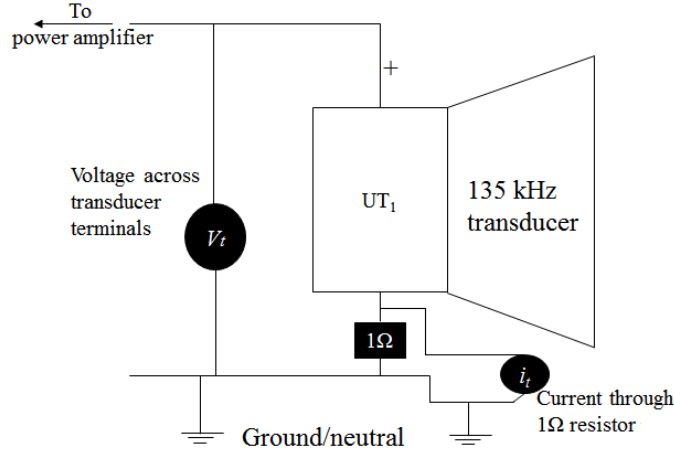 To
power amplifier
+
Voltage across
transducer
terminals
Vt
UT1
135 kHz
transducer
1Ω
it
Current through
1Ω resistor
Ground/neutral